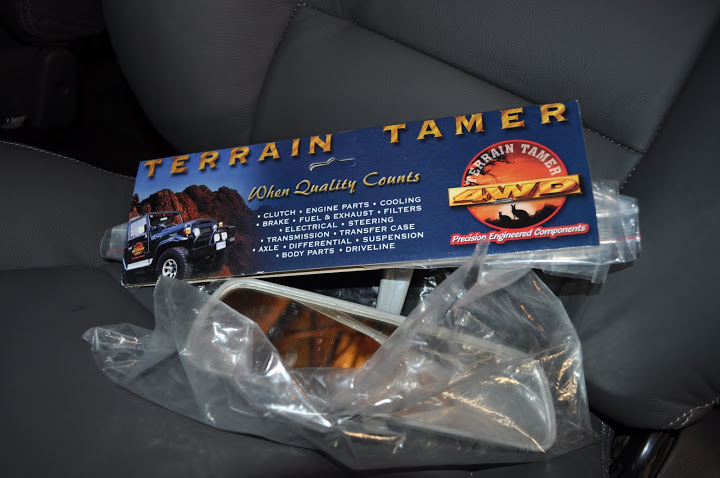 TERRAIN TAMER
When Quality Counts
• CLUTCH • ENGINE PARTS • COOLING
• BRAKE • FUEL & EXHAUST • FILTERS
• ELECTRICAL • STEERING
• TRANSMISSION • TRANSFER CASE
• AXLE • DIFFERENTIAL • SUSPENSION
• BODY PARTS • DRIVELINE
TERRAIN TAMER
4WD
Precision Engineered Components